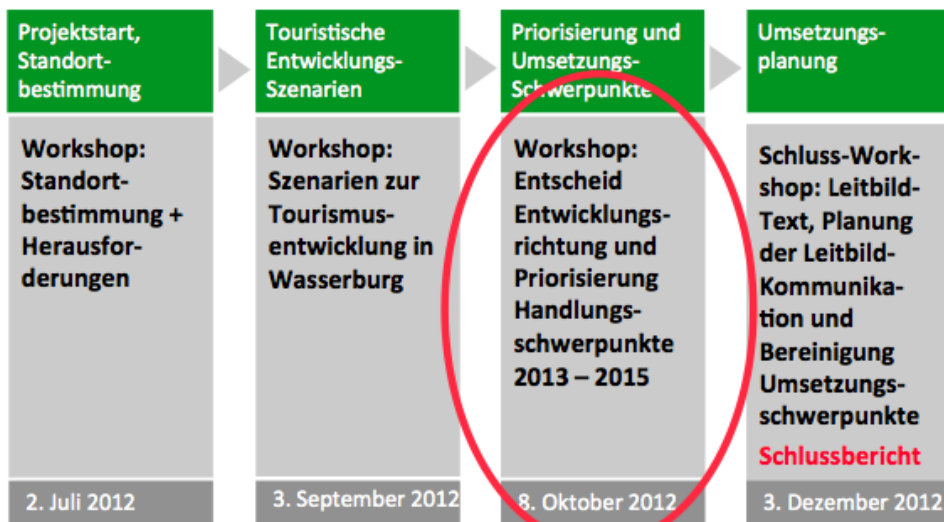 Projektstart,
Standort-
bestimmung
Workshop:
Standort-
bestimmung +
Herausfor-
derungen
2. Juli 2012
Touristische
Entwicklungs-
Szenarien
Workshop:
Szenarien zur
Tourismus-
entwicklung in
Wasserburg
3. September 2012
Priorisierung und
Umsetzungs-
Schwerpunkte
Workshop:
Entscheid
Entwicklungs-
richtung und
Priorisierung
Handlungs-
schwerpunkte
2013 – 2015
8. Oktober 2012
Umsetzungs-
planung
Schluss-Work-
shop: Leitbild-
Text, Planung
der Leitbild-
Kommunika-
tion und
Bereinigung
Umsetzungs-
schwerpunkte
Schlussbericht
3. Dezember 2012